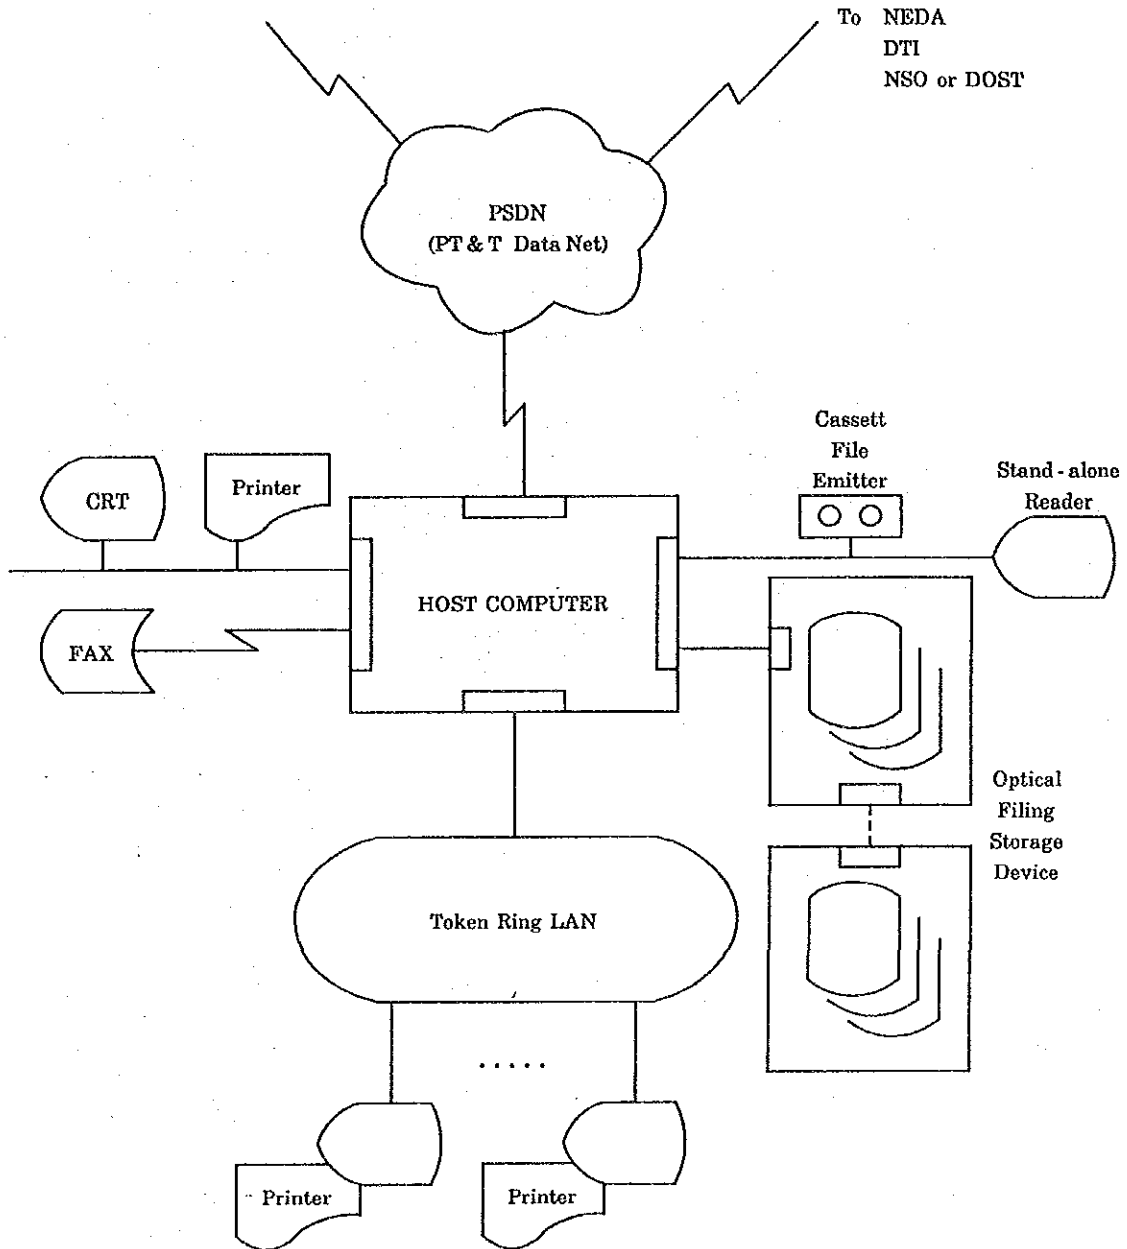 To NEDA
DTI
NSO or DOST
PSDN
(PT & T Data Net)
Cassett
File
Emitter
Stand - alone
Reader
CRT
Printer
HOST COMPUTER
FAX
Optical
Filing
Storage
Device
Token Ring LAN
.....
Printer
Printer